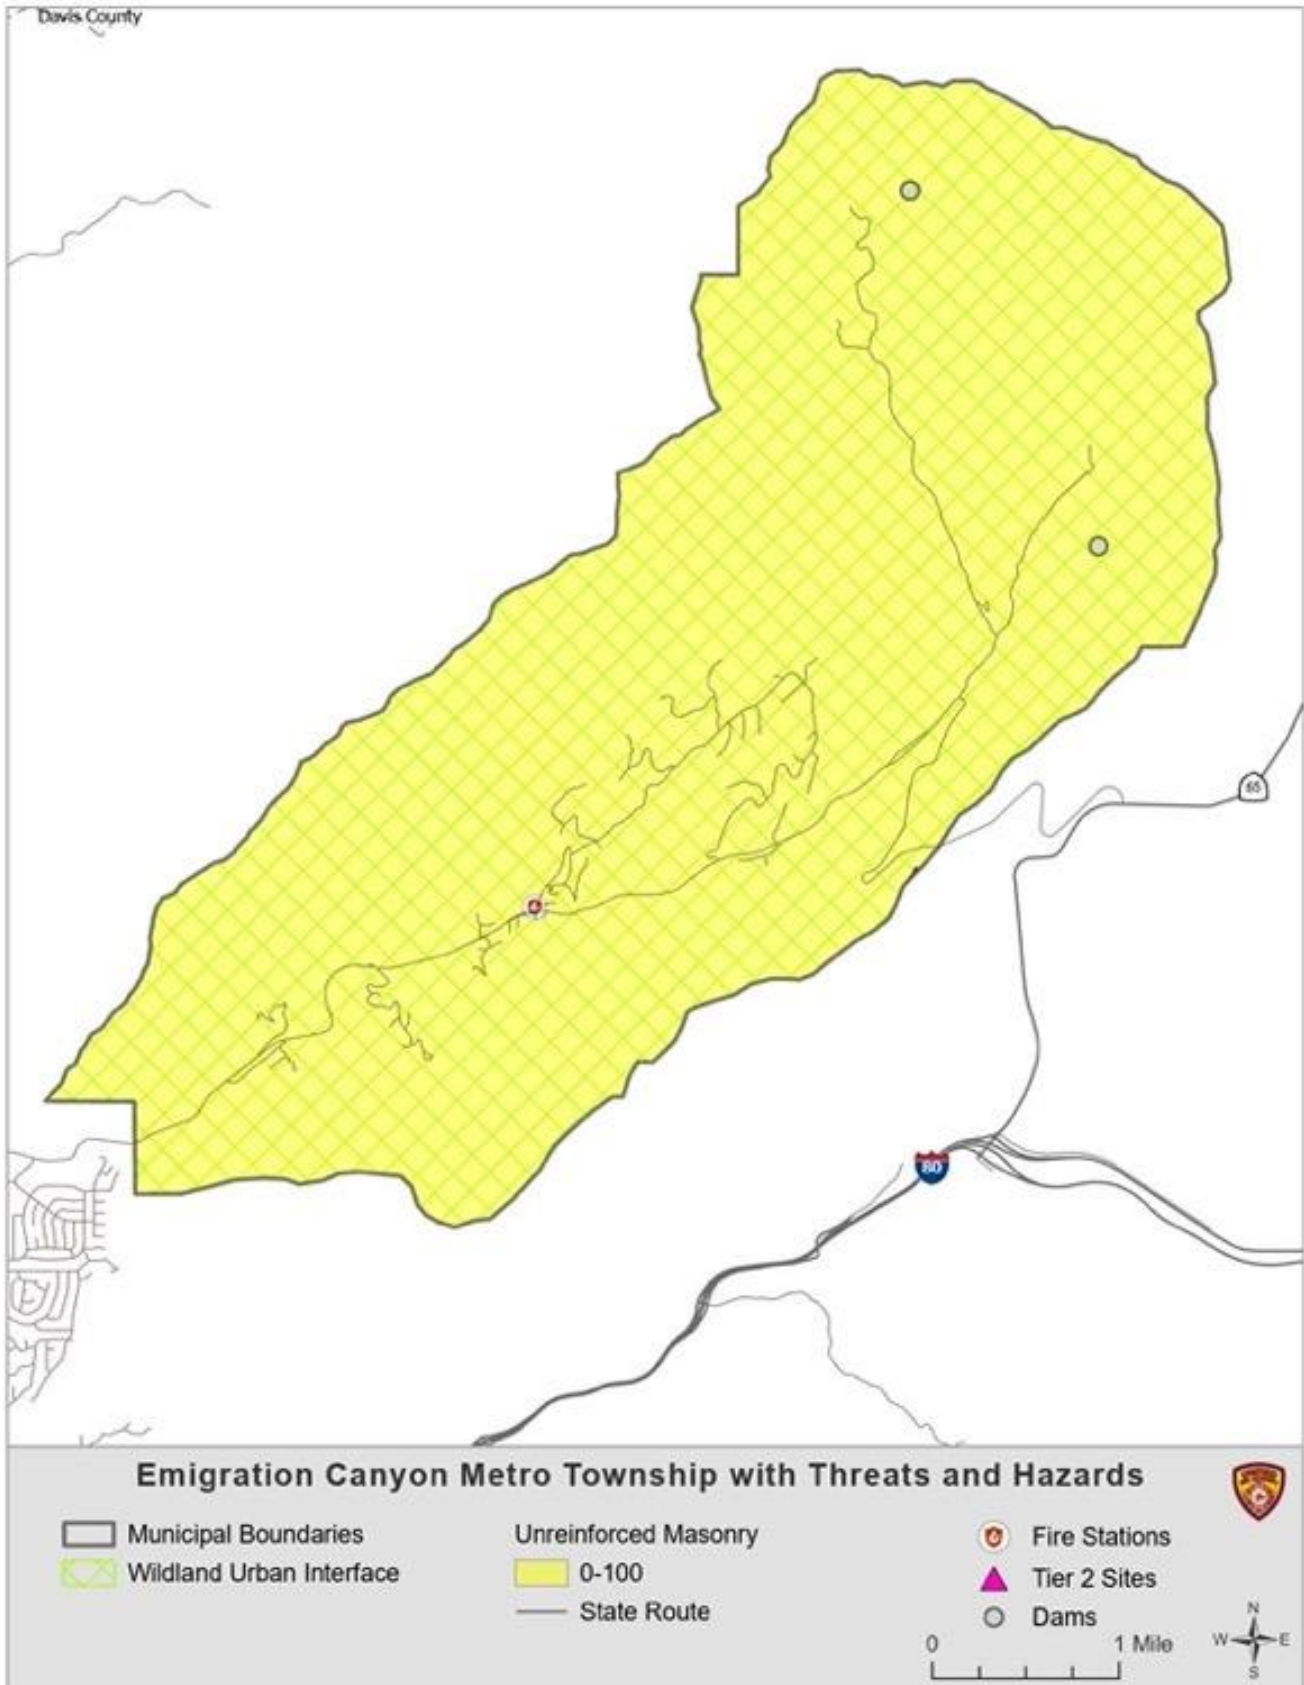 Davis County
65
80
Emigration Canyon Metro Township with Threats and Hazards
Municipal Boundaries
Wildland Urban Interface
Unreinforced Masonry
0-100
State Route
Fire Stations
Tier 2 Sites
Dams
0 1 Mile
N
W E
S